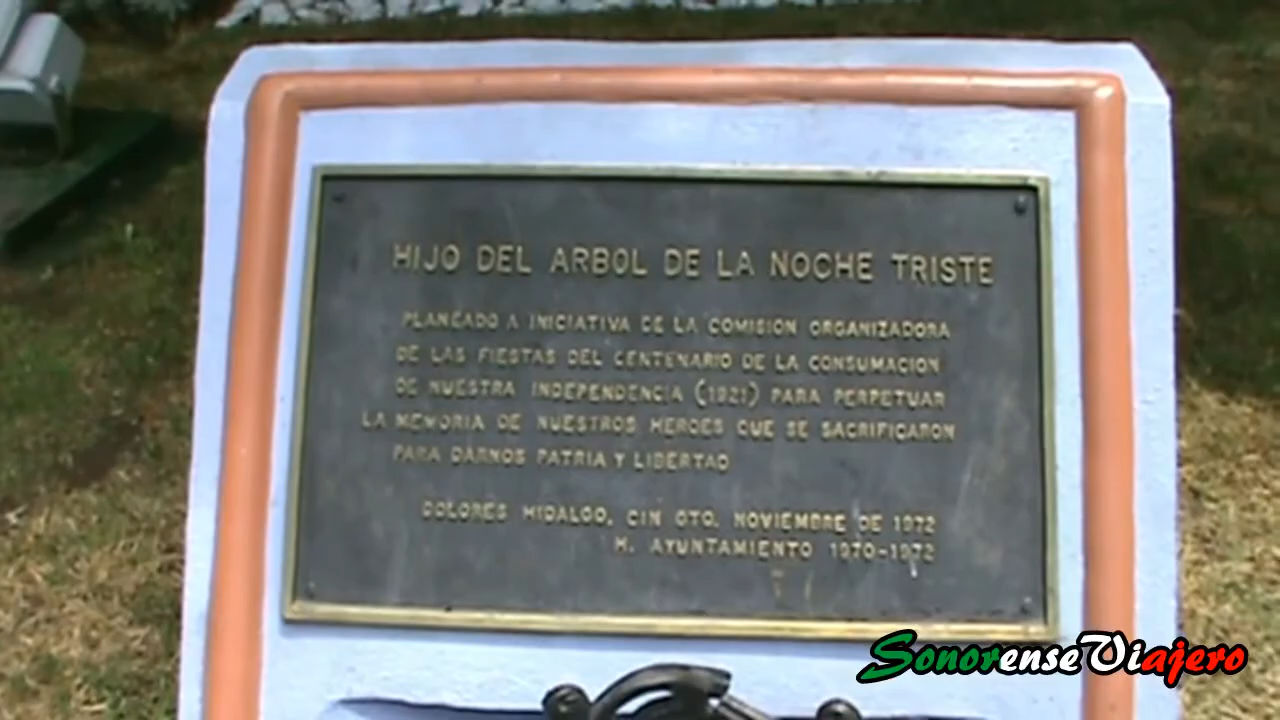 HIJO DEL ARBOL DE LA NOCHE TRISTE
PLANEADO A INICIATIVA DE LA COMISION ORGANIZADORA
DE LAS FIESTAS DEL CENTENARIO DE LA CONSUMACION
DE NUESTRA INDEPENDENCIA (1921) PARA PERPETUAR
LA MEMORIA DE NUESTROS HEROES QUE SE SACRIFICARON
PARA DARNOS PATRIA Y LIBERTAD
DOLORES HIDALGO, CIN GTO. NOVIEMBRE DE 1972
H. AYUNTAMIENTO 1970-1972
SonorenseViajero